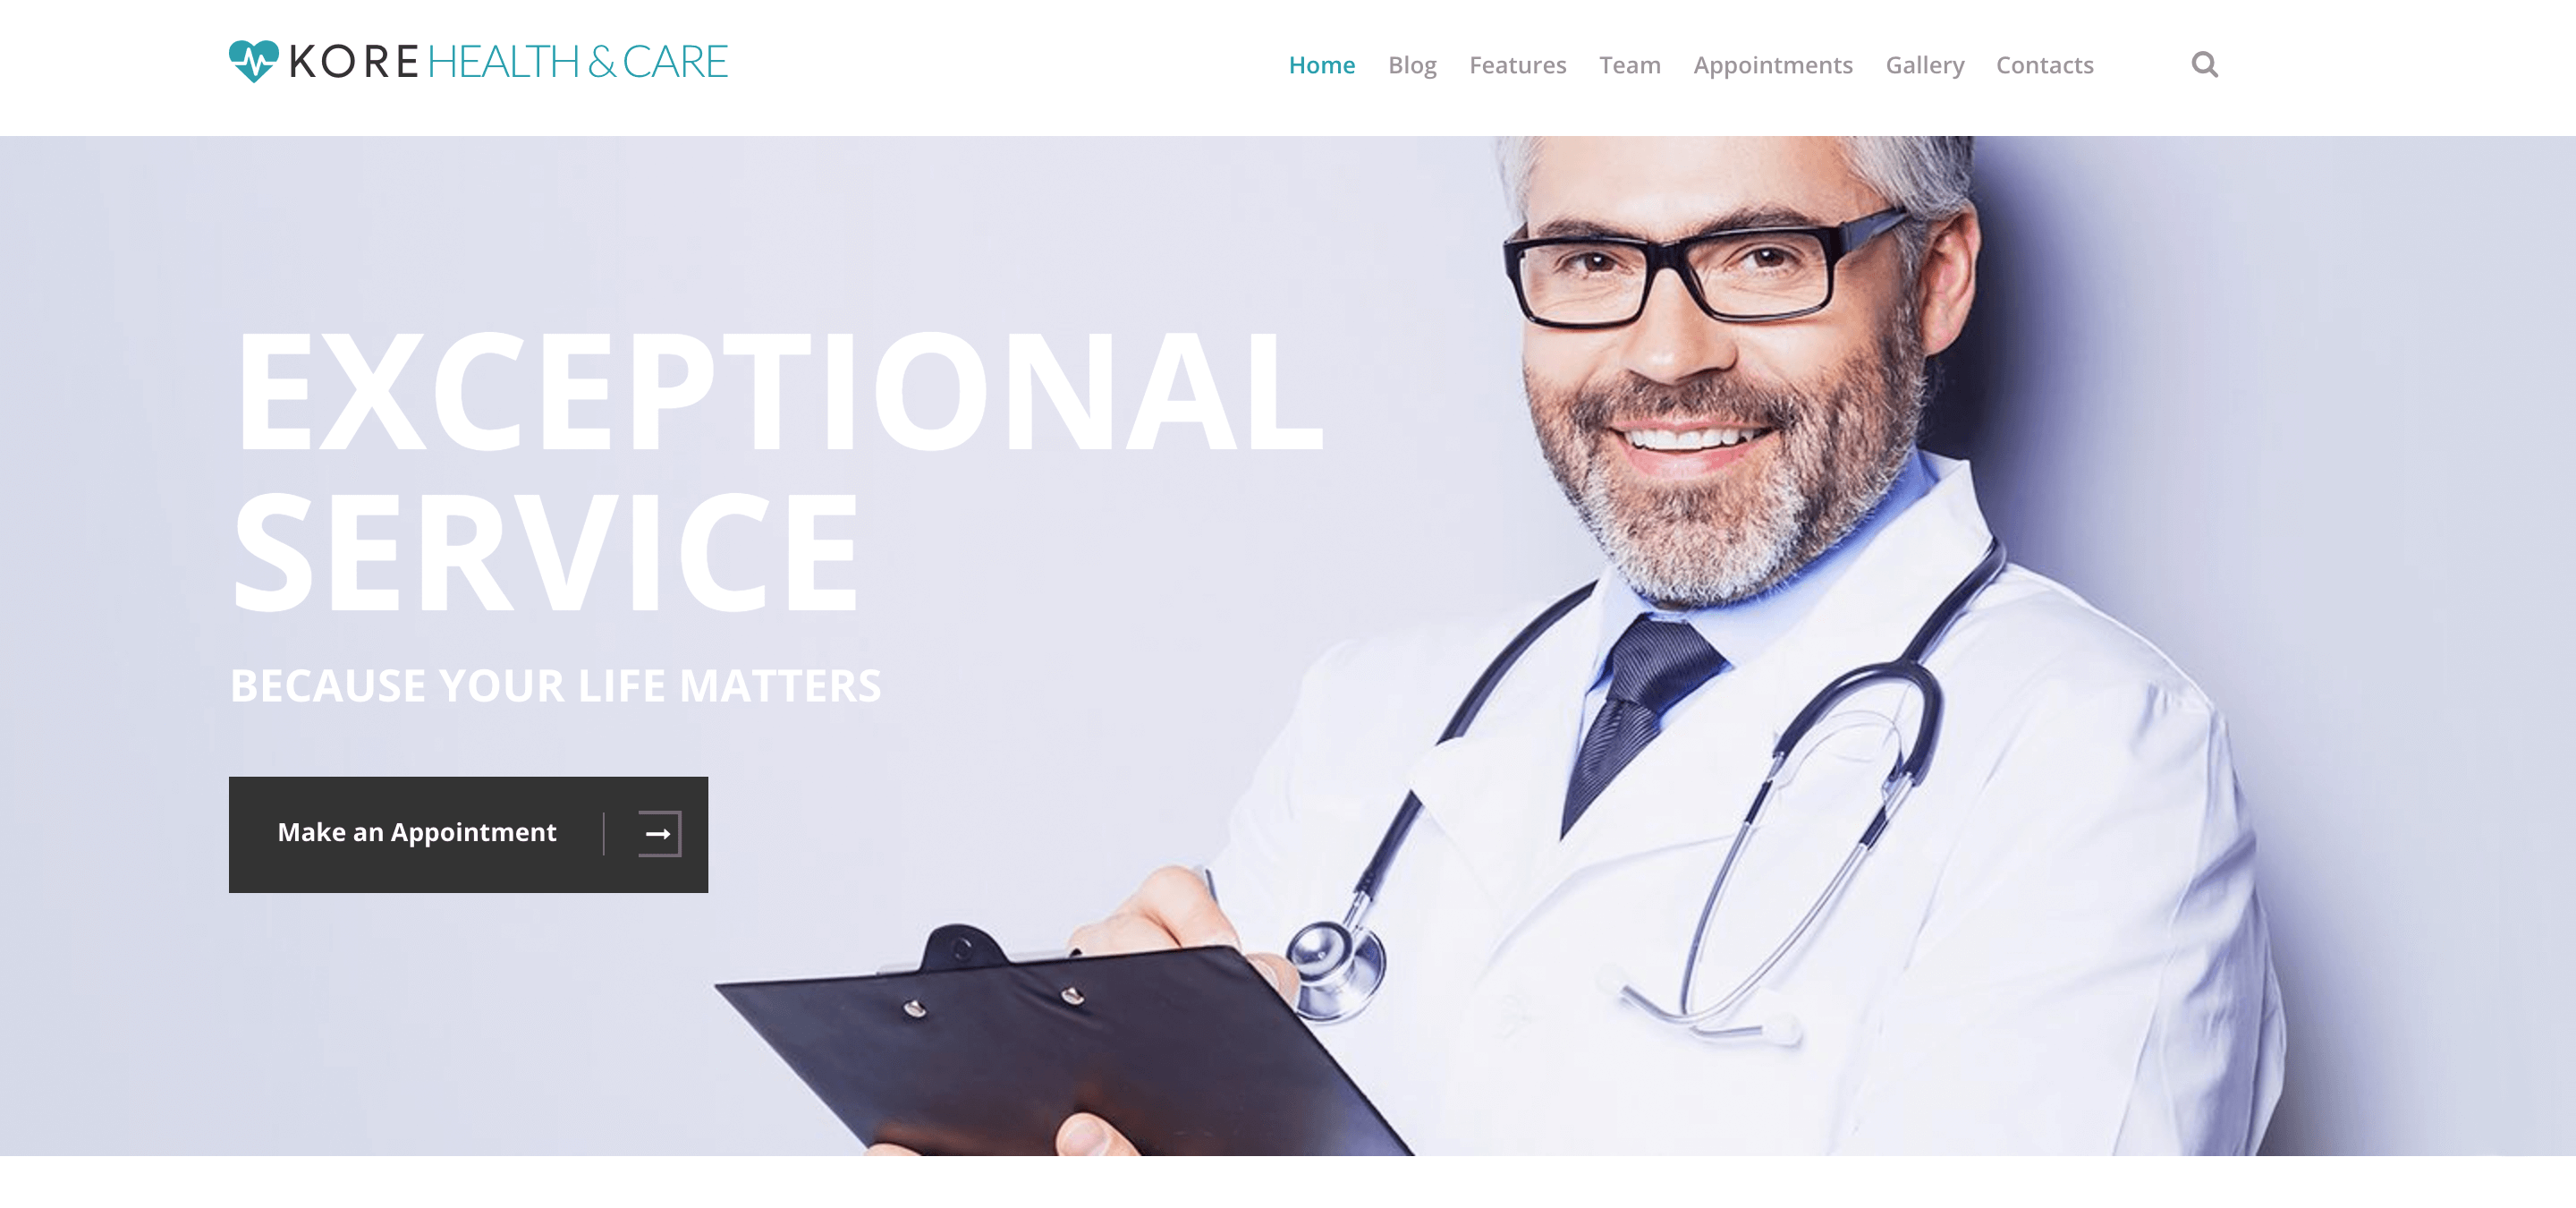 KORE HEALTH & CARE
Home Blog Features Team Appointments Gallery Contacts
EXCEPTIONAL
SERVICE
BECAUSE YOUR LIFE MATTERS
Make an Appointment